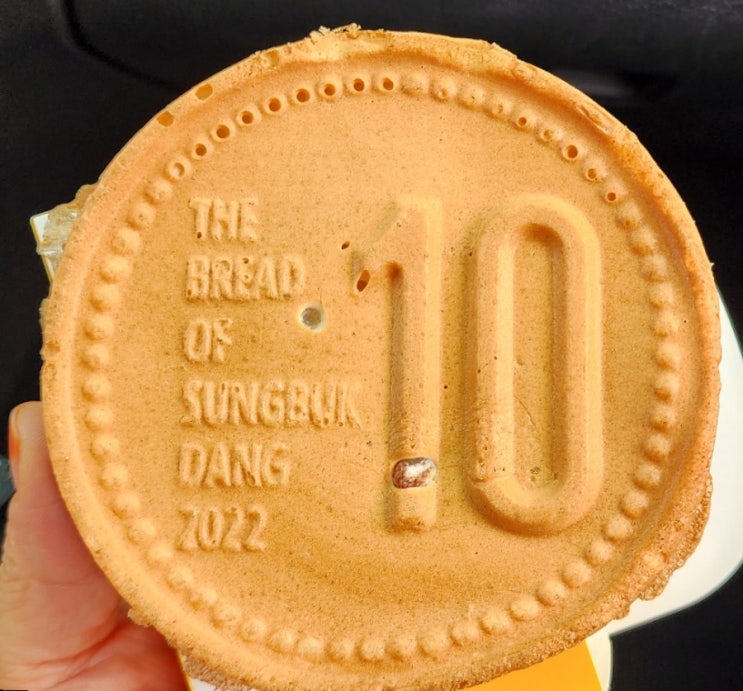 THE
BREAD
OF
SUNGBUK
DANG
2022
10